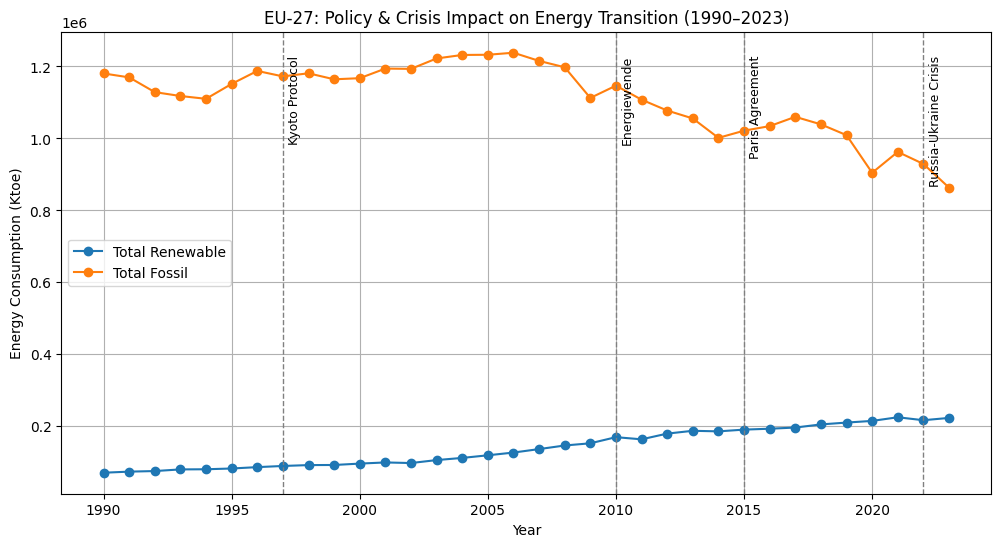 EU-27: Policy & Crisis Impact on Energy Transition (1990–2023)
1e6
1.2
1.0
0.8
0.6
0.4
0.2
Energy Consumption (Ktoe)
Kyoto Protocol
Energiewende
Paris Agreement
Russia-Ukraine Crisis
Total Renewable
Total Fossil
1990
1995
2000
2005
2010
2015
2020
Year